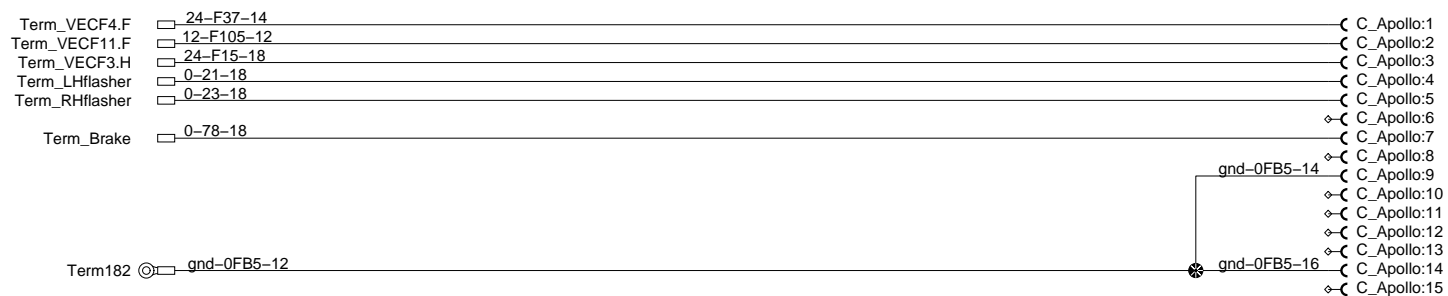 Term_VECF4.F 24-F37-14 C_Apollo:1
Term_VECF11.F 12-F105-12 C_Apollo:2
Term_VECF3.H 24-F15-18 C_Apollo:3
Term_LHflasher 0-21-18 C_Apollo:4
Term_RHflasher 0-23-18 C_Apollo:5
C_Apollo:6
Term_Brake 0-78-18 C_Apollo:7
C_Apollo:8
gnd-0FB5-14 C_Apollo:9
C_Apollo:10
C_Apollo:11
C_Apollo:12
C_Apollo:13
Term182 gnd-0FB5-12 gnd-0FB5-16 C_Apollo:14
C_Apollo:15